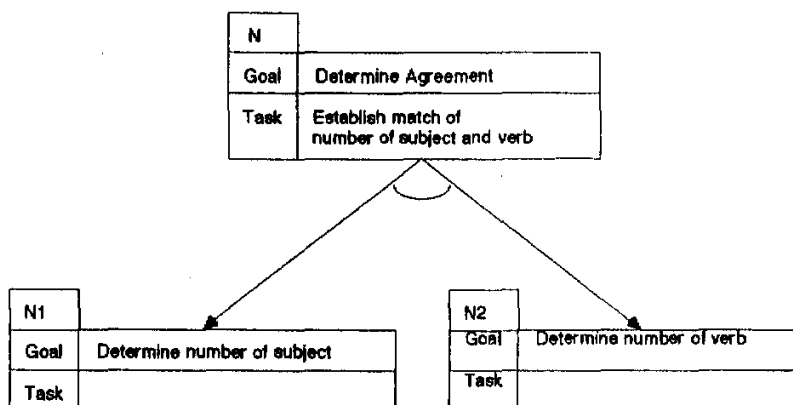 N
Goal Determine Agreement
Task Establish match of
number of subject and verb
N1
Goal Determine number of subject
Task
N2
Goal Determine number of verb
Task